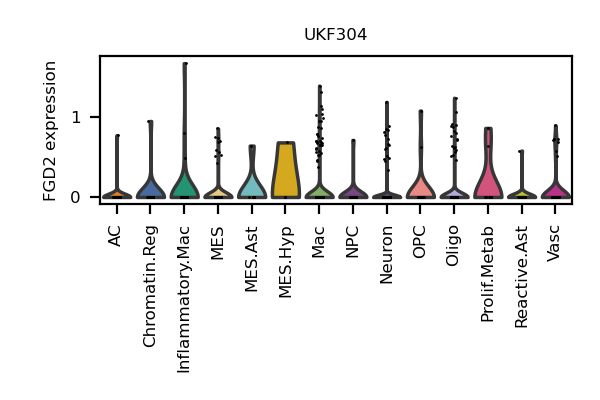 UKF304
FGD2 expression
1
0
AC
Chromatin.Reg
Inflammatory.Mac
MES
MES.Ast
MES.Hyp
Mac
NPC
Neuron
OPC
Oligo
Prolif.Metab
Reactive.Ast
Vasc